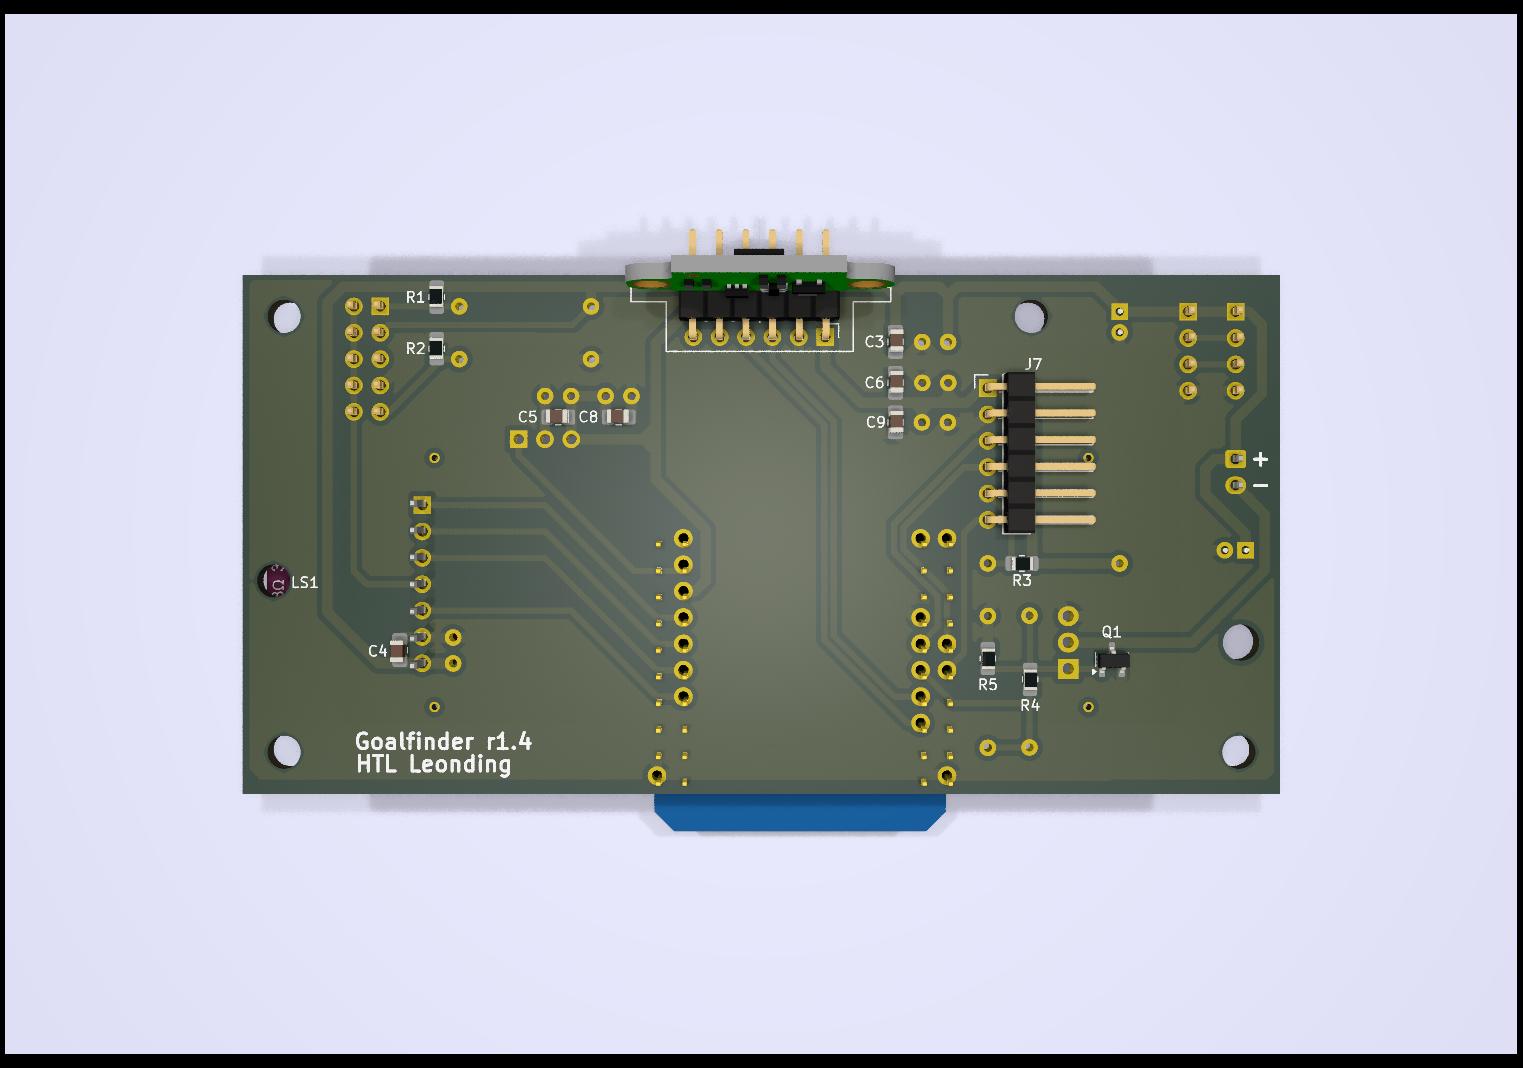 R1
R2
C3
C6
C9
J7
C5
C8
+
−
R3
LS1
C4
Q1
R5
R4
Goalfinder r1.4
HTL Leonding